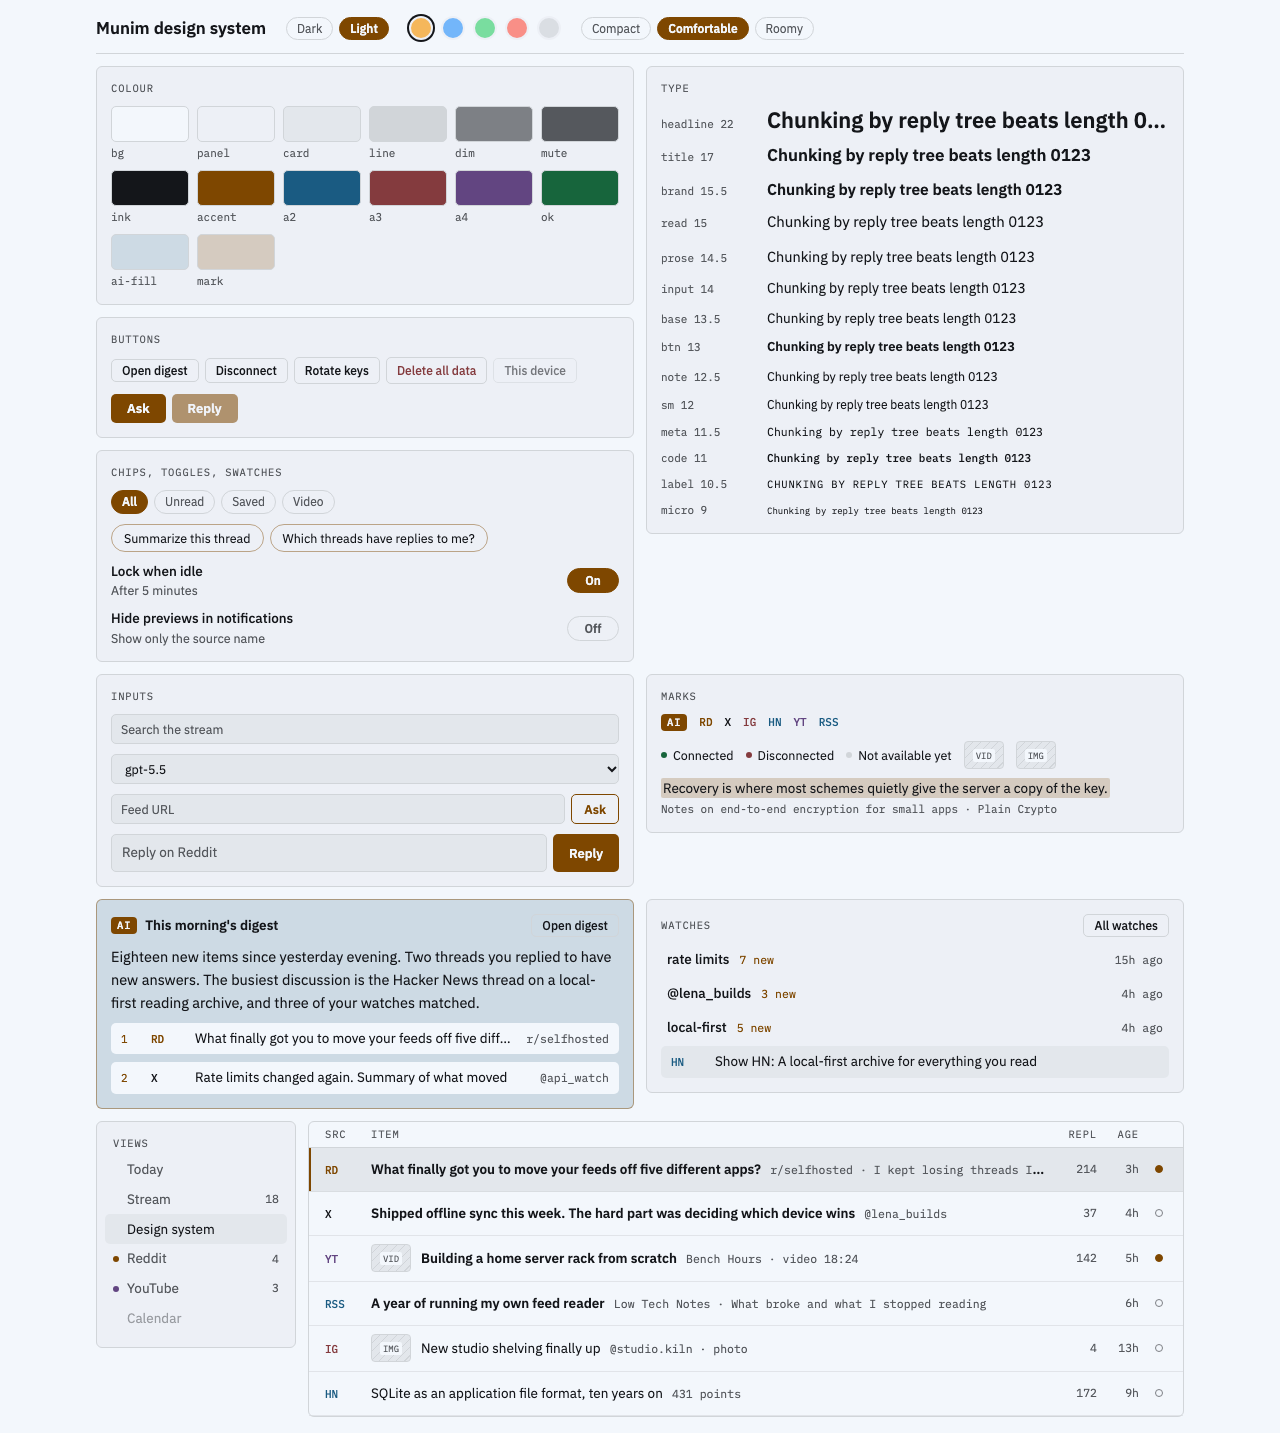 Munim design system Dark Light Compact Comfortable Roomy
COLOUR
bg panel card line dim mute
ink accent a2 a3 a4 ok
ai-fill mark
TYPE
headline 22 Chunking by reply tree beats length 0...
title 17 Chunking by reply tree beats length 0123
brand 15.5 Chunking by reply tree beats length 0123
read 15 Chunking by reply tree beats length 0123
prose 14.5 Chunking by reply tree beats length 0123
input 14 Chunking by reply tree beats length 0123
base 13.5 Chunking by reply tree beats length 0123
btn 13 Chunking by reply tree beats length 0123
note 12.5 Chunking by reply tree beats length 0123
sm 12 Chunking by reply tree beats length 0123
meta 11.5 Chunking by reply tree beats length 0123
code 11 Chunking by reply tree beats length 0123
label 10.5 CHUNKING BY REPLY TREE BEATS LENGTH 0123
micro 9 Chunking by reply tree beats length 0123
BUTTONS
Open digest Disconnect Rotate keys Delete all data This device
Ask Reply
CHIPS, TOGGLES, SWATCHES
All Unread Saved Video
Summarize this thread Which threads have replies to me?
Lock when idle
After 5 minutes
On
Hide previews in notifications
Show only the source name
Off
INPUTS
Search the stream
gpt-5.5
Feed URL Ask
Reply on Reddit Reply
MARKS
AI RD X IG HN YT RSS
Connected Disconnected Not available yet VID IMG
Recovery is where most schemes quietly give the server a copy of the key.
Notes on end-to-end encryption for small apps · Plain Crypto
AI This morning's digest Open digest
Eighteen new items since yesterday evening. Two threads you replied to have
new answers. The busiest discussion is the Hacker News thread on a local-
first reading archive, and three of your watches matched.
1 RD What finally got you to move your feeds off five diff... r/selfhosted
2 X Rate limits changed again. Summary of what moved @api_watch
WATCHES All watches
rate limits 7 new 15h ago
@lena_builds 3 new 4h ago
local-first 5 new 4h ago
HN Show HN: A local-first archive for everything you read
VIEWS
Today
Stream 18
Design system
Reddit 4
YouTube 3
Calendar
SRC ITEM REPL AGE
RD What finally got you to move your feeds off five different apps? r/selfhosted · I kept losing threads I... 214 3h
X Shipped offline sync this week. The hard part was deciding which device wins @lena_builds 37 4h
YT VID Building a home server rack from scratch Bench Hours · video 18:24 142 5h
RSS A year of running my own feed reader Low Tech Notes · What broke and what I stopped reading 6h
IG IMG New studio shelving finally up @studio.kiln · photo 4 13h
HN SQLite as an application file format, ten years on 431 points 172 9h